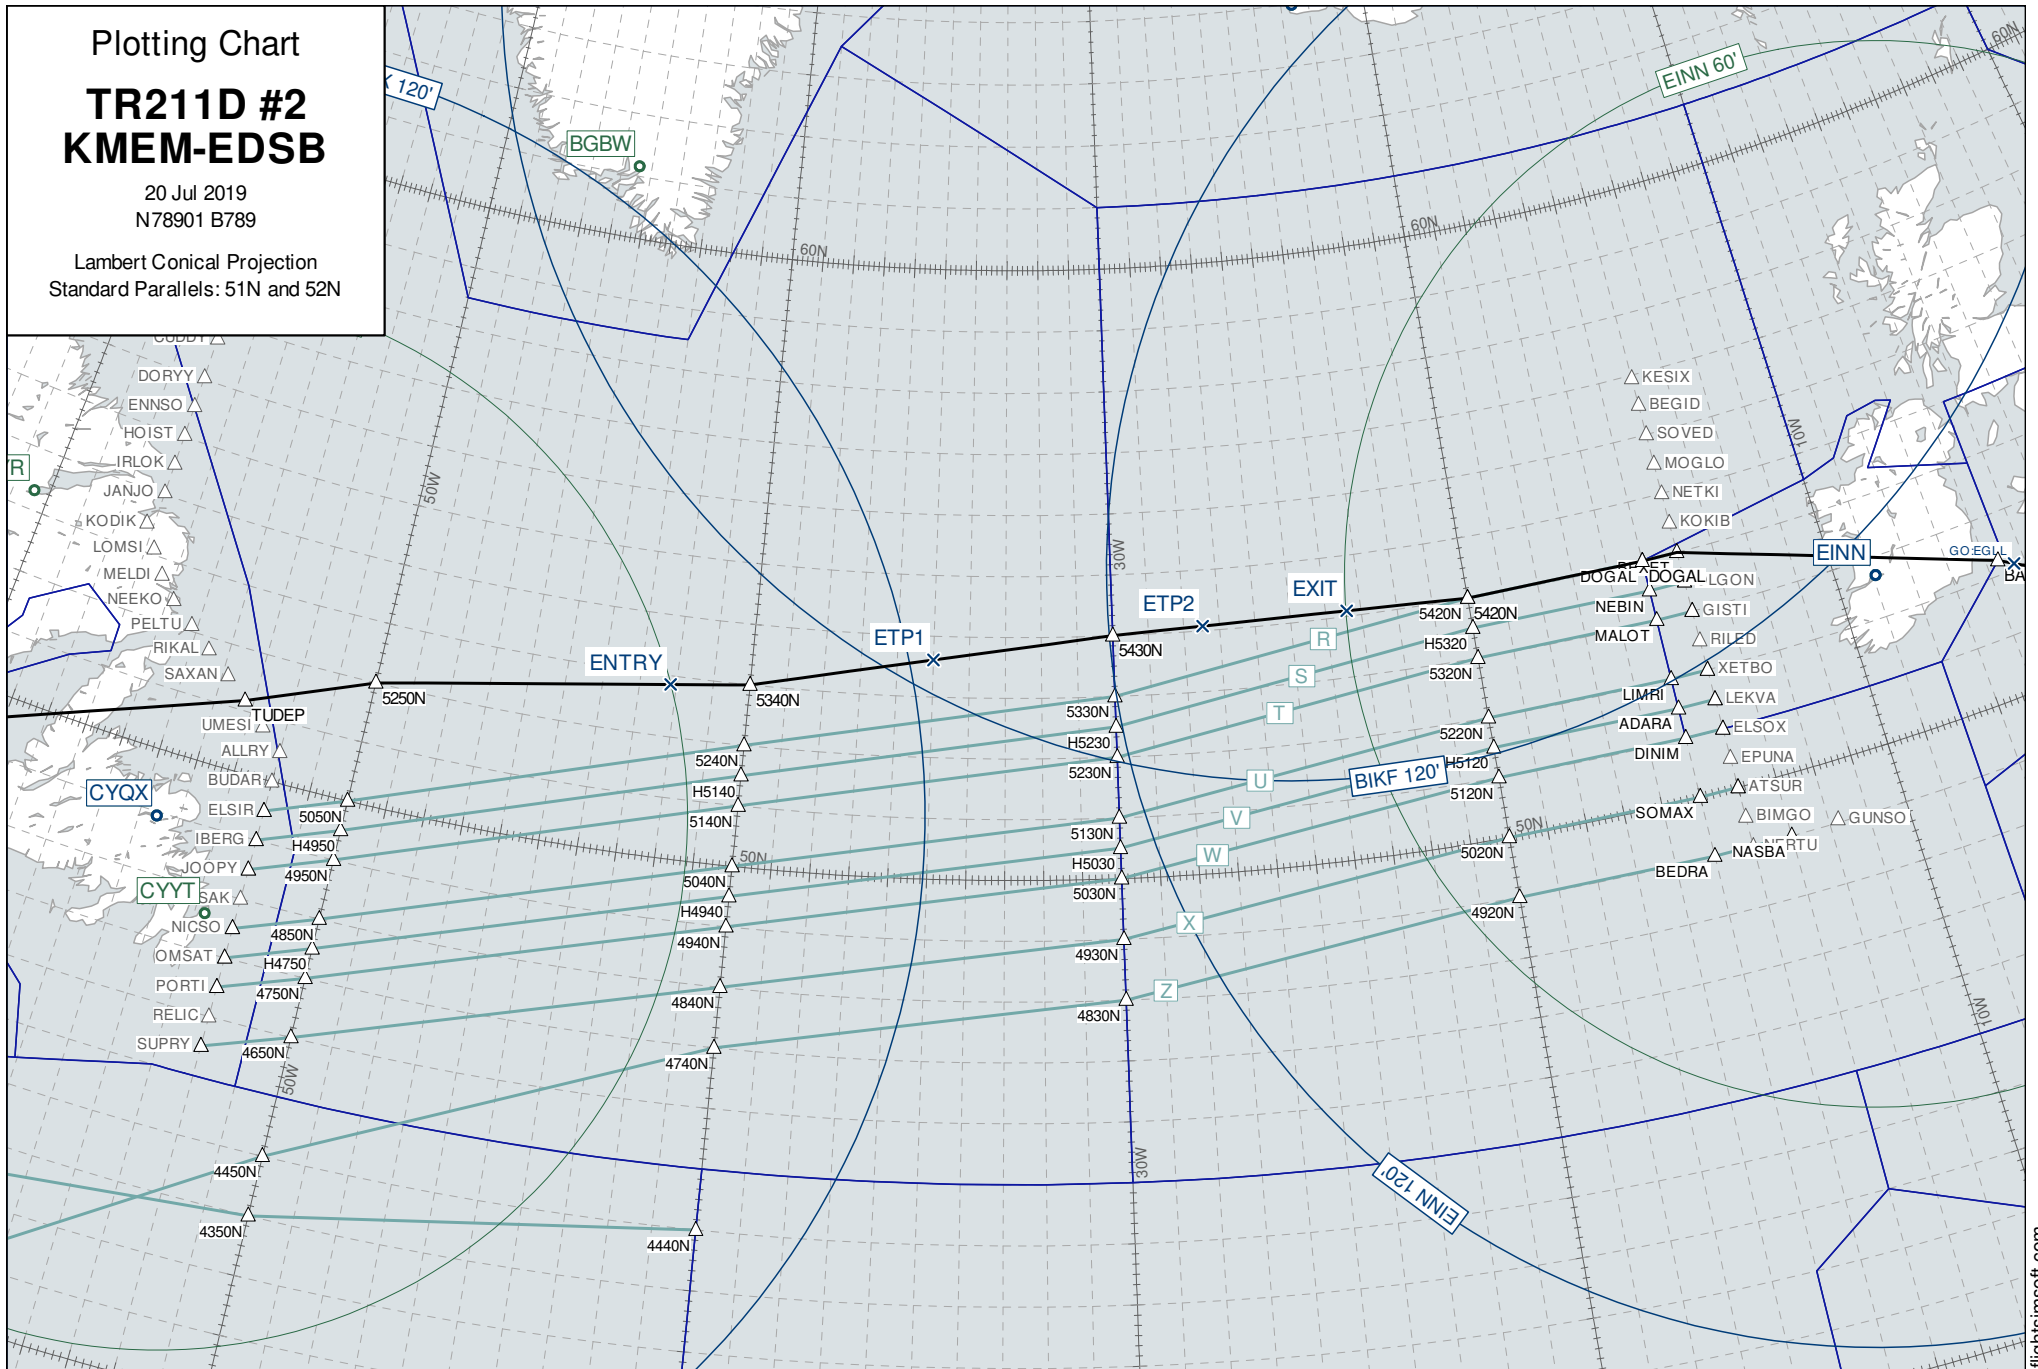 Plotting Chart
TR211D #2
KMEM-EDSB
20 Jul 2019
N78901 B789
Lambert Conical Projection
Standard Parallels: 51N and 52N
K 120'
EINN 60'
60N
BGBW
60N
60N
CUDDY
DORYY
ENNSO
HOIST
IRLOK
JANJO
KODIK
LOMSI
MELDI
NEEKO
PELTU
RIKAL
SAXAN
UMESI
ALLRY
BUDAR
ELSIR
IBERG
JOOPY
SAK
NICSO
OMSAT
PORTI
RELIC
SUPRY
TUDEP
CYQX
CYYT
50W
50W
5250N
5050N
H4950
4950N
4850N
H4750
4750N
4650N
4450N
4350N
ENTRY
5340N
5240N
H5140
5140N
50N
5040N
H4940
4940N
4840N
4740N
4440N
ETP1
30W
5430N
5330N
H5230
5230N
5130N
H5030
5030N
4930N
4830N
30W
ETP2
EXIT
R
S
T
U
V
W
X
Z
BIKF 120'
EINN 120'
5420N
5420N
H5320
5320N
5220N
H5120
5120N
50N
5020N
4920N
KESIX
BEGID
SOVED
MOGLO
NETKI
KOKIB
10W
DOGAL
DOGAL
LGON
NEBIN
GISTI
MALOT
RILED
XETBO
LIMRI
LEKVA
ADARA
ELSOX
DINIM
EPUNA
ATSUR
SOMAX
BIMGO
GUNSO
NASBA
BEDRA
EINN
GO:EGLL
BA
10W
flightsimsoft.com